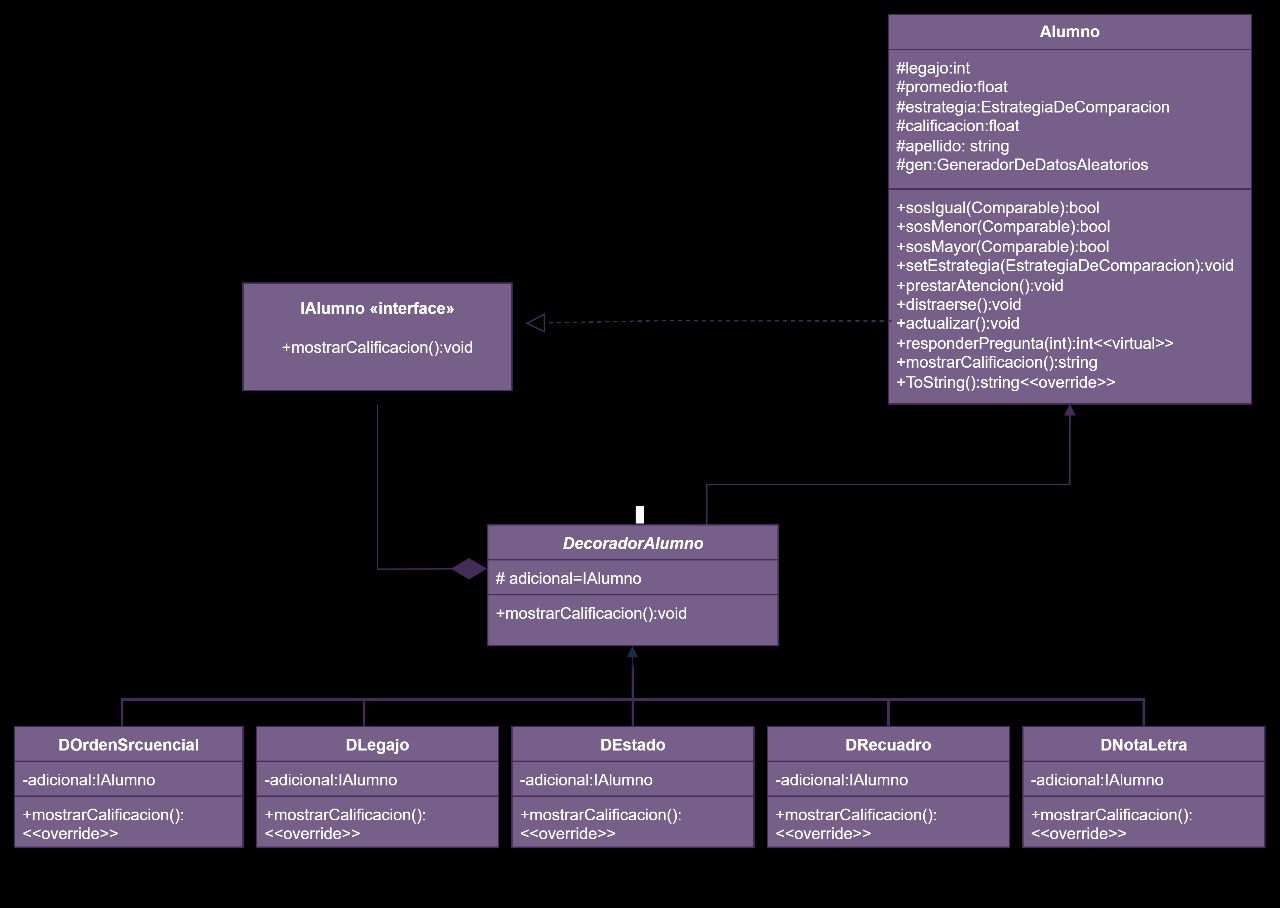 Alumno
#legajo:int
#promedio:float
#estrategia:EstrategiaDeComparacion
#calificacion:float
#apellido: string
#gen:GeneradorDeDatosAleatorios
+sosIgual(Comparable):bool
+sosMenor(Comparable):bool
+sosMayor(Comparable):bool
+setEstrategia(EstrategiaDeComparacion):void
+prestarAtencion():void
+distraerse():void
+actualizar():void
+responderPregunta(int):int<<virtual>>
+mostrarCalificacion():string
+ToString():string<<override>>
IAlumno «interface»
+mostrarCalificacion():void
DecoradorAlumno
# adicional=IAlumno
+mostrarCalificacion():void
DOrdenSrcuencial
-adicional:IAlumno
+mostrarCalificacion():
<<override>>
DLegajo
-adicional:IAlumno
+mostrarCalificacion():
<<override>>
DEstado
-adicional:IAlumno
+mostrarCalificacion():
<<override>>
DRecuadro
-adicional:IAlumno
+mostrarCalificacion():
<<override>>
DNotaLetra
-adicional:IAlumno
+mostrarCalificacion():
<<override>>